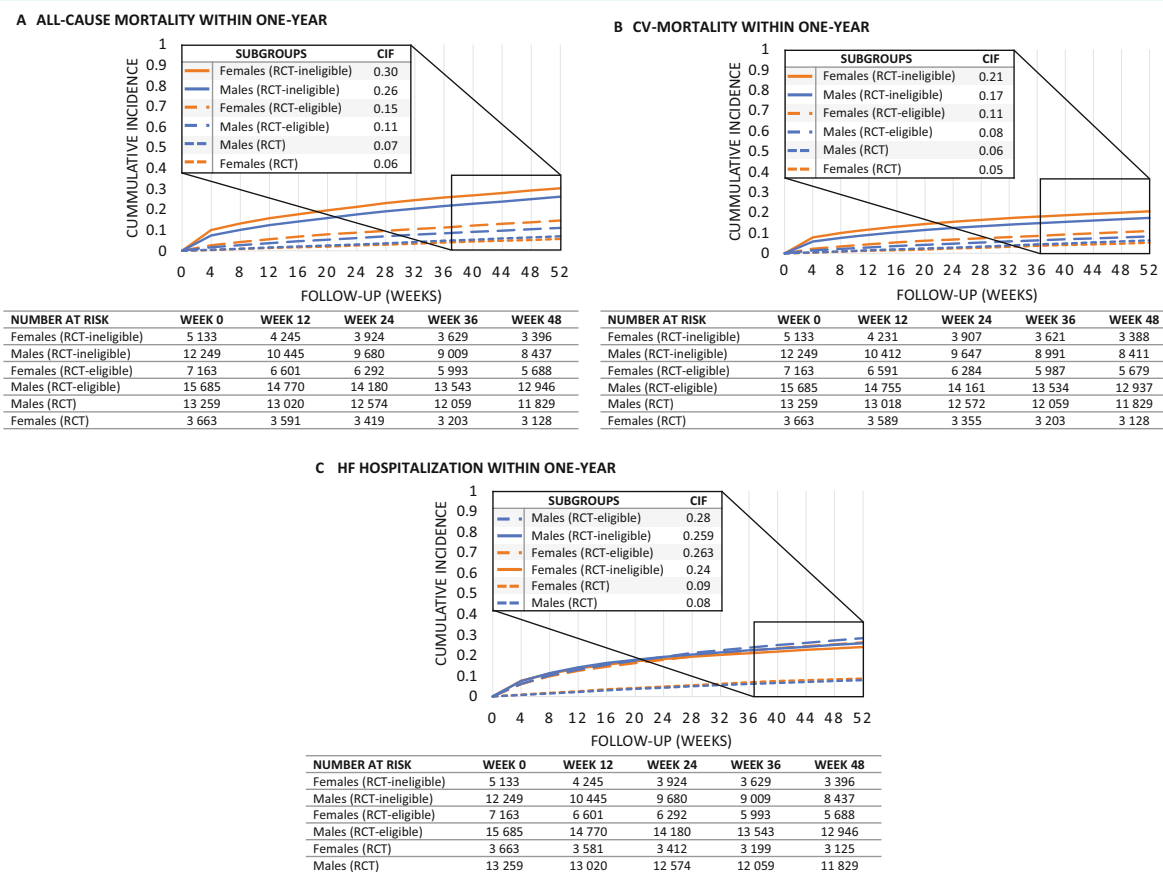 A ALL-CAUSE MORTALITY WITHIN ONE-YEAR
CUMMULATIVE INCIDENCE
1
0.9
0.8
0.7
0.6
0.5
0.4
0.3
0.2
0.1
0
SUBGROUPS CIF
Females (RCT-ineligible) 0.30
Males (RCT-ineligible) 0.26
Females (RCT-eligible) 0.15
Males (RCT-eligible) 0.11
Males (RCT) 0.07
Females (RCT) 0.06
0 4 8 12 16 20 24 28 32 36 40 44 48 52
FOLLOW-UP (WEEKS)
NUMBER AT RISK WEEK 0 WEEK 12 WEEK 24 WEEK 36 WEEK 48
Females (RCT-ineligible) 5 133 4 245 3 924 3 629 3 396
Males (RCT-ineligible) 12 249 10 445 9 680 9 009 8 437
Females (RCT-eligible) 7 163 6 601 6 292 5 993 5 688
Males (RCT-eligible) 15 685 14 770 14 180 13 543 12 946
Males (RCT) 13 259 13 020 12 574 12 059 11 829
Females (RCT) 3 663 3 591 3 419 3 203 3 128
B CV-MORTALITY WITHIN ONE-YEAR
CUMMULATIVE INCIDENCE
1
0.9
0.8
0.7
0.6
0.5
0.4
0.3
0.2
0.1
0
SUBGROUPS CIF
Females (RCT-ineligible) 0.21
Males (RCT-ineligible) 0.17
Females (RCT-eligible) 0.11
Males (RCT-eligible) 0.08
Males (RCT) 0.06
Females (RCT) 0.05
0 4 8 12 16 20 24 28 32 36 40 44 48 52
FOLLOW-UP (WEEKS)
NUMBER AT RISK WEEK 0 WEEK 12 WEEK 24 WEEK 36 WEEK 48
Females (RCT-ineligible) 5 133 4 231 3 907 3 621 3 388
Males (RCT-ineligible) 12 249 10 412 9 647 8 991 8 411
Females (RCT-eligible) 7 163 6 591 6 284 5 987 5 679
Males (RCT-eligible) 15 685 14 755 14 161 13 534 12 937
Males (RCT) 13 259 13 018 12 572 12 059 11 829
Females (RCT) 3 663 3 589 3 355 3 203 3 128
C HF HOSPITALIZATION WITHIN ONE-YEAR
CUMULATIVE INCIDENCE
1
0.9
0.8
0.7
0.6
0.5
0.4
0.3
0.2
0.1
0
SUBGROUPS CIF
Males (RCT-eligible) 0.28
Males (RCT-ineligible) 0.259
Females (RCT-eligible) 0.263
Females (RCT-ineligible) 0.24
Females (RCT) 0.09
Males (RCT) 0.08
0 4 8 12 16 20 24 28 32 36 40 44 48 52
FOLLOW-UP (WEEKS)
NUMBER AT RISK WEEK 0 WEEK 12 WEEK 24 WEEK 36 WEEK 48
Females (RCT-ineligible) 5 133 4 245 3 924 3 629 3 396
Males (RCT-ineligible) 12 249 10 445 9 680 9 009 8 437
Females (RCT-eligible) 7 163 6 601 6 292 5 993 5 688
Males (RCT-eligible) 15 685 14 770 14 180 13 543 12 946
Females (RCT) 3 663 3 581 3 412 3 199 3 125
Males (RCT) 13 259 13 020 12 574 12 059 11 829